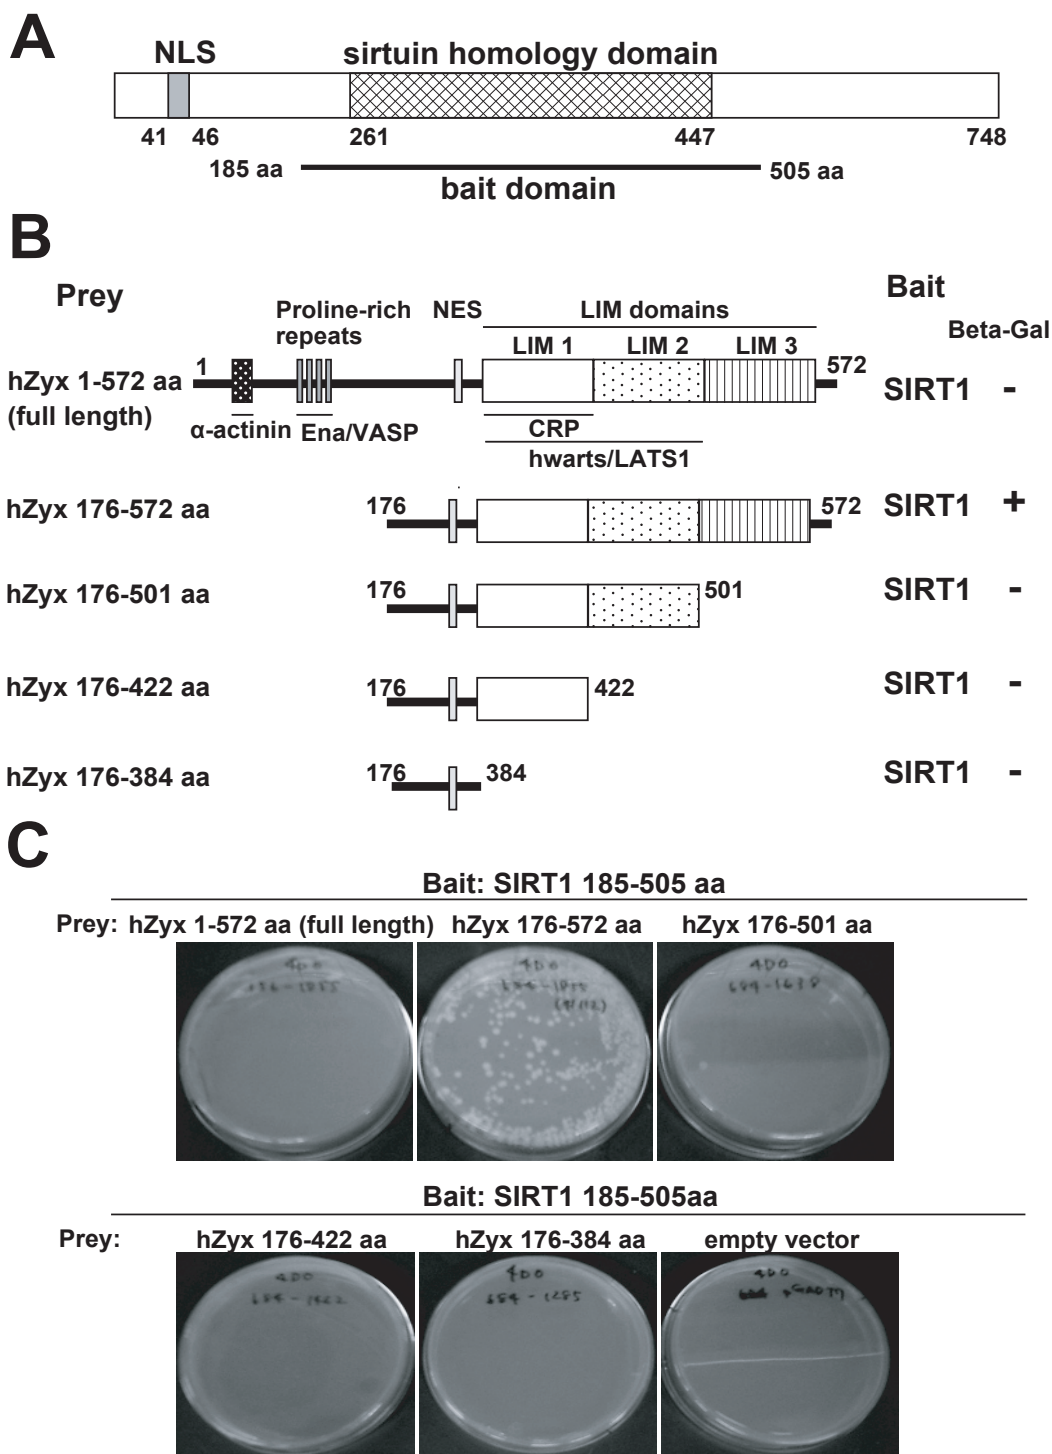 A
NLS
sirtuin homology domain
41
46
261
447
748
185 aa
505 aa
bait domain
B
Prey
Bait
Proline-rich
repeats
NES
LIM domains
Beta-Gal
LIM 1
LIM 2
LIM 3
1
572
hZyx 1-572 aa
(full length)
SIRT1 -
α-actinin
Ena/VASP
CRP
hwarts/LATS1
hZyx 176-572 aa
176
572
SIRT1 +
hZyx 176-501 aa
176
501
SIRT1 -
hZyx 176-422 aa
176
422
SIRT1 -
hZyx 176-384 aa
176
384
SIRT1 -
C
Bait: SIRT1 185-505 aa
Prey: hZyx 1-572 aa (full length) hZyx 176-572 aa hZyx 176-501 aa
4DO
4DO
4DO
684-1638
Bait: SIRT1 185-505aa
Prey: hZyx 176-422 aa hZyx 176-384 aa empty vector
4DO
4DO
684-1285
4DO
pGADT7